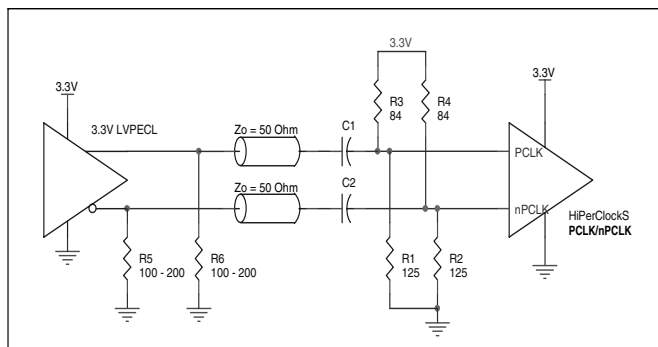 3.3V
3.3V
3.3V
3.3V LVPECL
R3
84
R4
84
Zo = 50 Ohm
C1
PCLK
Zo = 50 Ohm
C2
nPCLK
HiPerClockS
PCLK/nPCLK
R5
100 - 200
R6
100 - 200
R1
125
R2
125